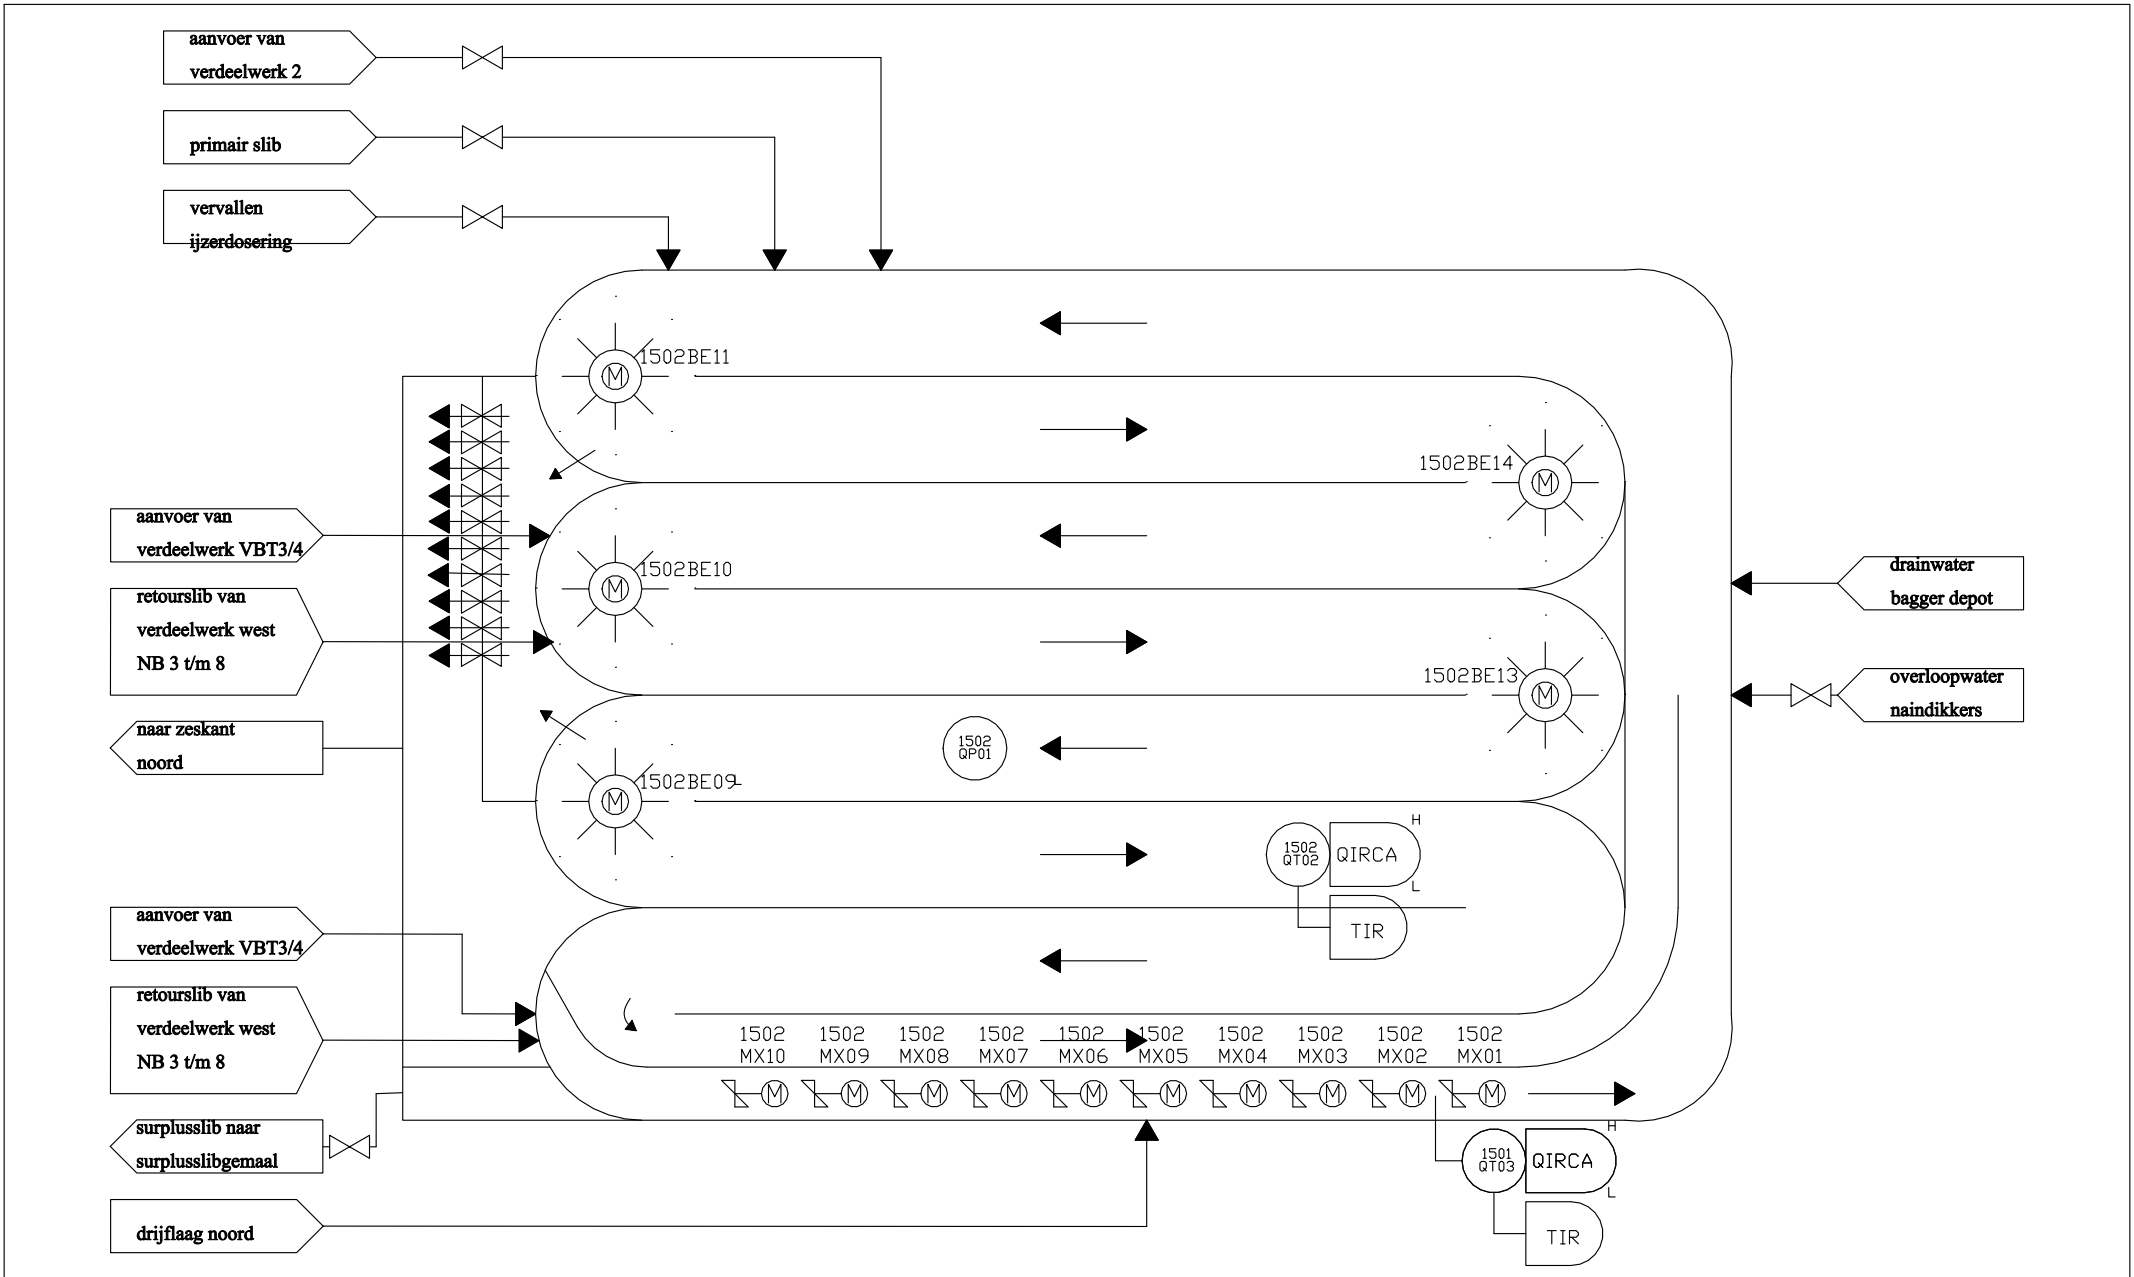 aanvoer van
verdeelwerk 2
primair slib
vervallen
ijzerdosering
1502BE11
M
1502BE14
M
aanvoer van
verdeelwerk VBT3/4
1502BE10
M
retourslib van
verdeelwerk west
NB 3 t/m 8
drainwater
bagger depot
1502BE13
M
overloopwater
naindikkers
naar zeskant
noord
1502
QP01
1502BE09
M
1502
QT02
QIRCA
H
L
TIR
aanvoer van
verdeelwerk VBT3/4
retourslib van
verdeelwerk west
NB 3 t/m 8
1502 1502 1502 1502 1502 1502 1502 1502 1502 1502
MX10 MX09 MX08 MX07 MX06 MX05 MX04 MX03 MX02 MX01
M M M M M M M M M M
surplusslib naar
surplusslibgemaal
1501
QT03
QIRCA
H
L
TIR
drijflaag noord